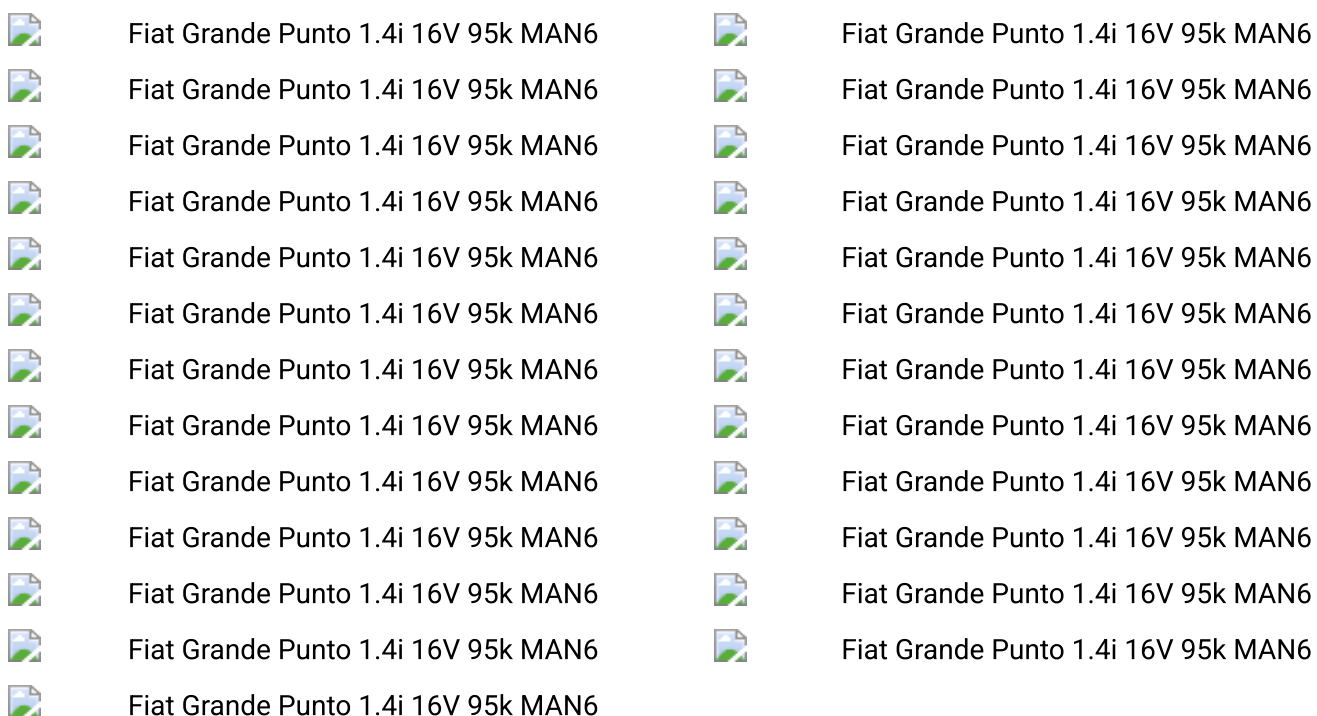 Fiat Grande Punto 1.4i 16V 95k MAN6 Fiat Grande Punto 1.4i 16V 95k MAN6
Fiat Grande Punto 1.4i 16V 95k MAN6 Fiat Grande Punto 1.4i 16V 95k MAN6
Fiat Grande Punto 1.4i 16V 95k MAN6 Fiat Grande Punto 1.4i 16V 95k MAN6
Fiat Grande Punto 1.4i 16V 95k MAN6 Fiat Grande Punto 1.4i 16V 95k MAN6
Fiat Grande Punto 1.4i 16V 95k MAN6 Fiat Grande Punto 1.4i 16V 95k MAN6
Fiat Grande Punto 1.4i 16V 95k MAN6 Fiat Grande Punto 1.4i 16V 95k MAN6
Fiat Grande Punto 1.4i 16V 95k MAN6 Fiat Grande Punto 1.4i 16V 95k MAN6
Fiat Grande Punto 1.4i 16V 95k MAN6 Fiat Grande Punto 1.4i 16V 95k MAN6
Fiat Grande Punto 1.4i 16V 95k MAN6 Fiat Grande Punto 1.4i 16V 95k MAN6
Fiat Grande Punto 1.4i 16V 95k MAN6 Fiat Grande Punto 1.4i 16V 95k MAN6
Fiat Grande Punto 1.4i 16V 95k MAN6 Fiat Grande Punto 1.4i 16V 95k MAN6
Fiat Grande Punto 1.4i 16V 95k MAN6 Fiat Grande Punto 1.4i 16V 95k MAN6
Fiat Grande Punto 1.4i 16V 95k MAN6